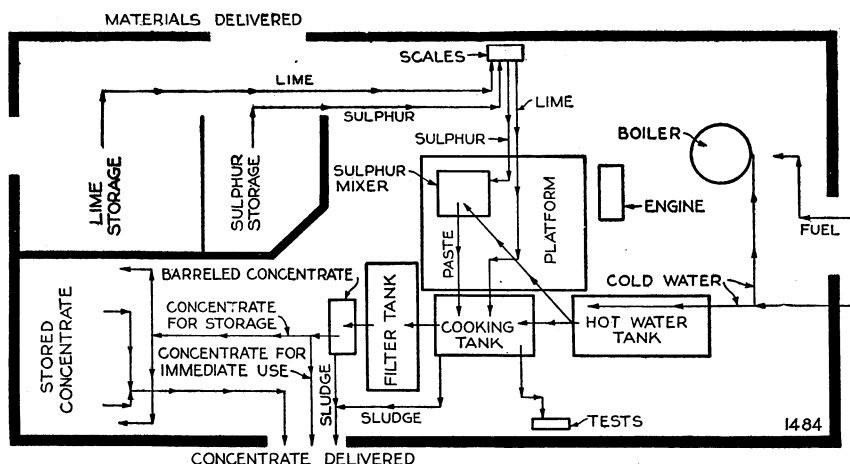 MATERIALS DELIVERED
SCALES
LIME
LIME
SULPHUR
SULPHUR
BOILER
LIME
STORAGE
SULPHUR
STORAGE
SULPHUR
MIXER
PLATFORM
ENGINE
FUEL
PASTE
BARRELED CONCENTRATE
COLD WATER
STORED
CONCENTRATE
CONCENTRATE
FOR STORAGE
FILTER TANK
COOKING
TANK
HOT WATER
TANK
CONCENTRATE FOR
IMMEDIATE USE
SLUDGE
SLUDGE
TESTS
1484
CONCENTRATE DELIVERED